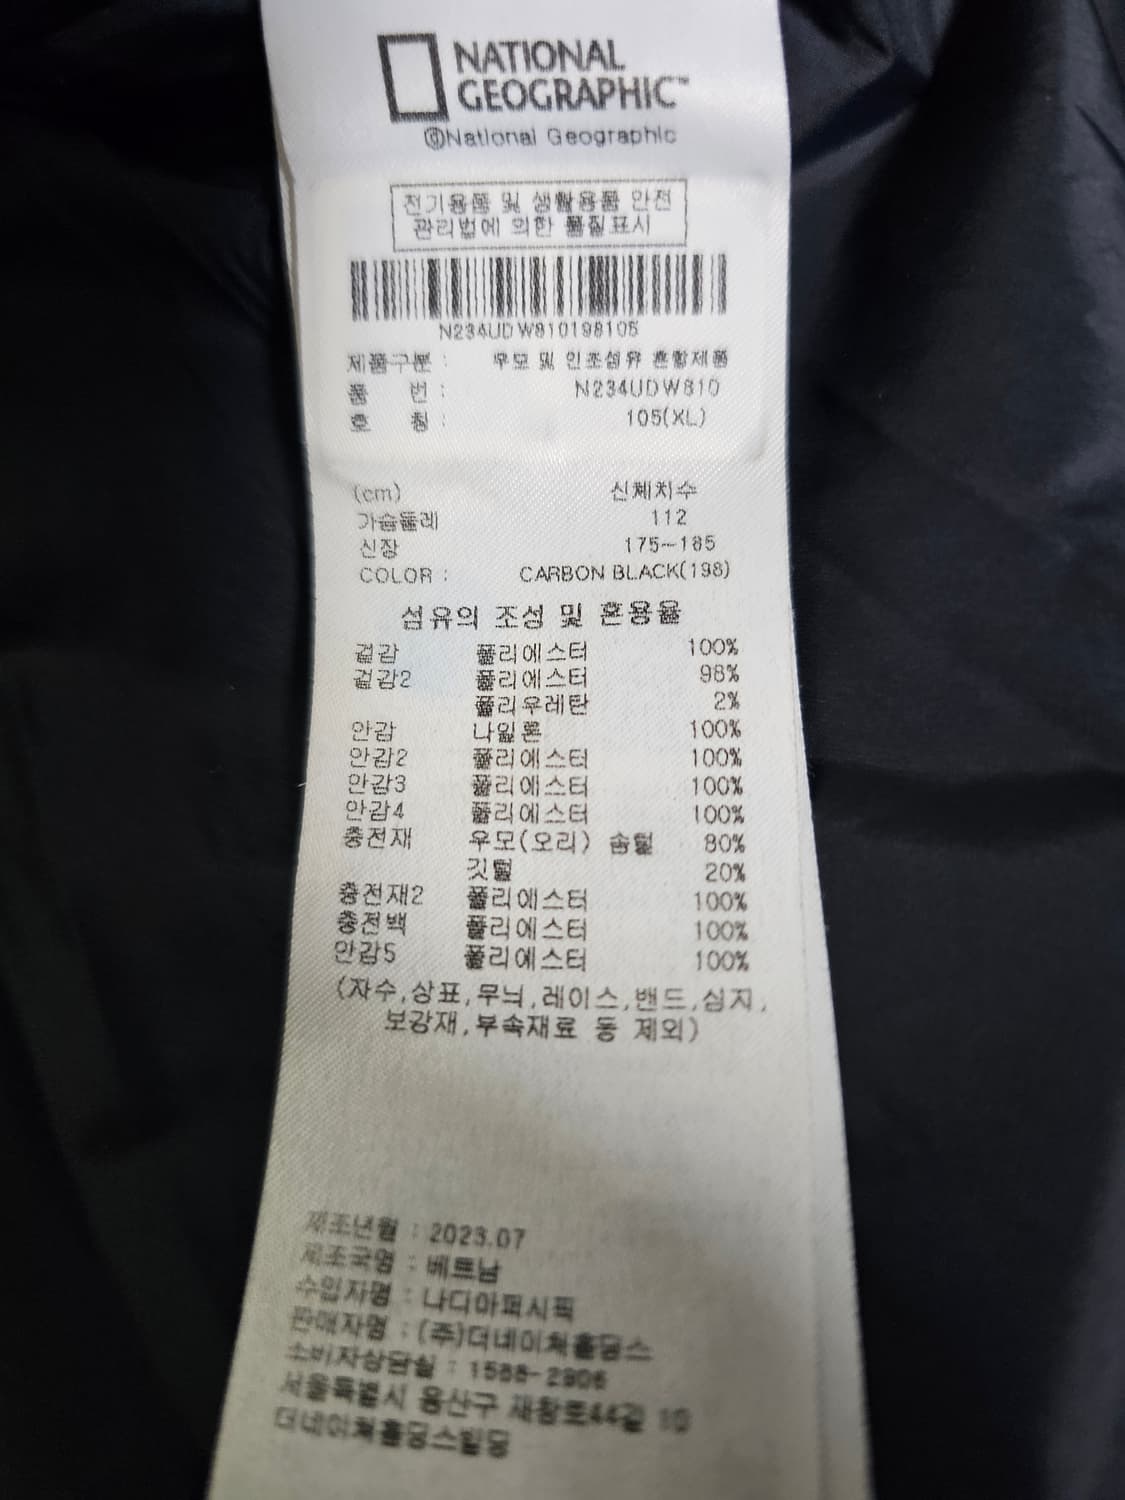 NATIONAL
GEOGRAPHIC™
©National Geographic
전기용품 및 생활용품 안전
관리법에 의한 품질표시
N234UDW810198105
제품구분 : 우모 및 인조섬유 혼합제품
품 번 : N234UDW810
호 칭 : 105(XL)
(cm) 신체치수
가슴둘레 112
신장 175~185
COLOR : CARBON BLACK(198)
섬유의 조성 및 혼용율
겉감 폴리에스터 100%
겉감2 폴리에스터 98%
폴리우레탄 2%
안감 나일론 100%
안감2 폴리에스터 100%
안감3 폴리에스터 100%
안감4 폴리에스터 100%
충전재 우모(오리) 솜털 80%
깃털 20%
충전재2 폴리에스터 100%
충전백 폴리에스터 100%
안감5 폴리에스터 100%
(자수,상표,무늬,레이스,밴드,심지,
보강재,부속재료 등 제외)
제조년월 : 2023.07
제조국명 : 베트남
수입자명 : 나디아퍼시픽
판매자명 : (주)더네이쳐홀딩스
소비자상담실 : 1588-2906
서울특별시 용산구 재왕로44길 10
더네이쳐홀딩스빌딩